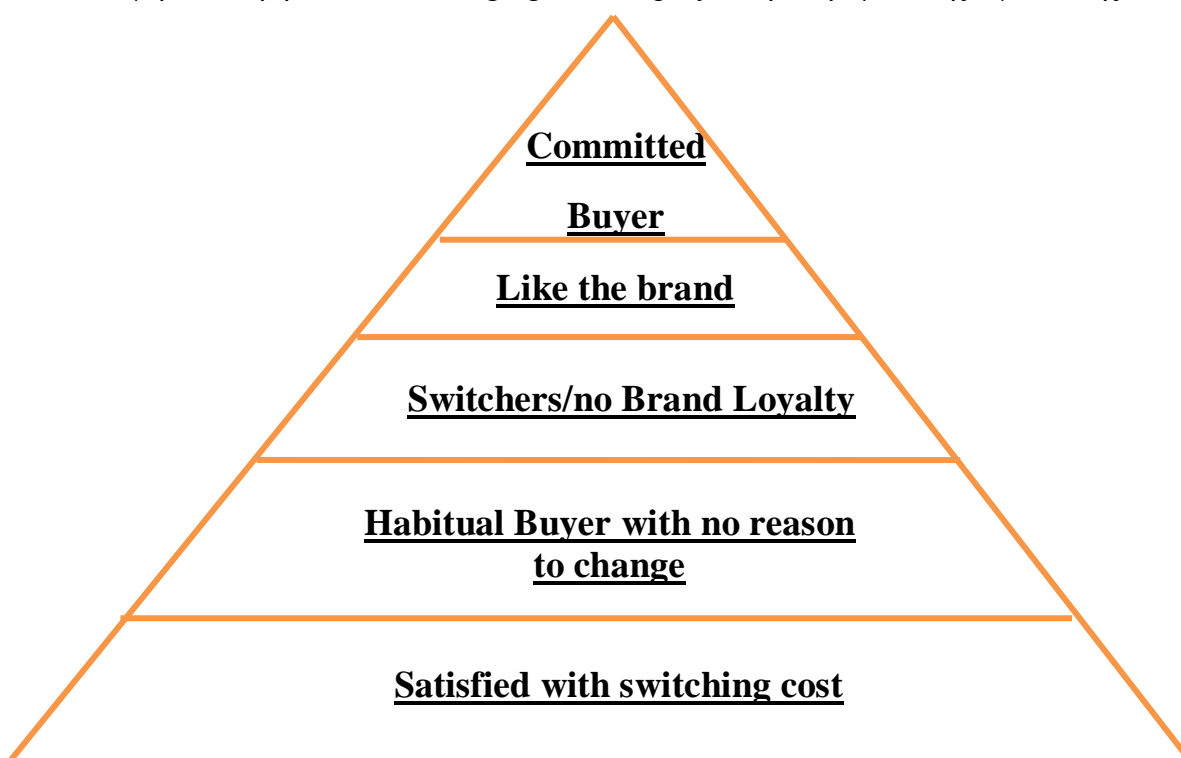 Committed
Buyer
Like the brand
Switchers/no Brand Loyalty
Habitual Buyer with no reason
to change
Satisfied with switching cost